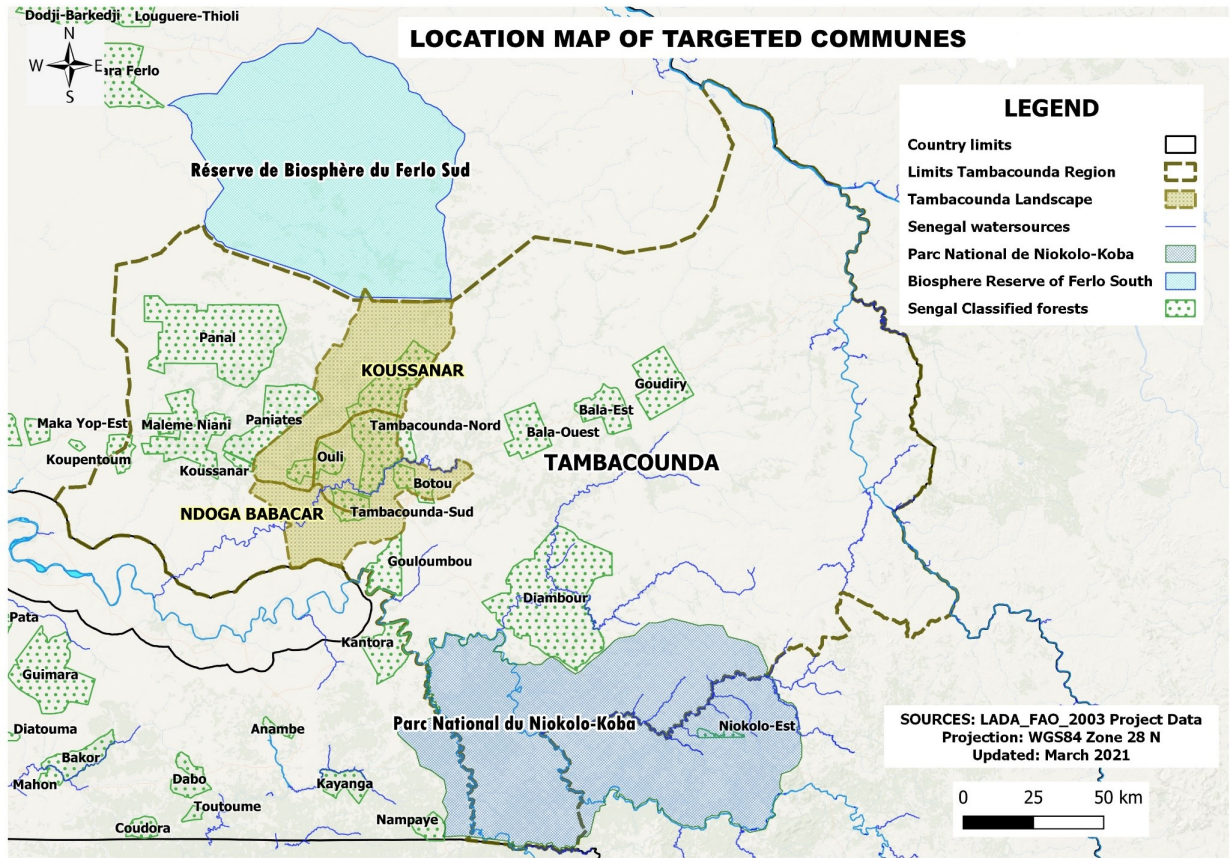 Dodji-Barkedji Louguere-Thioli
LOCATION MAP OF TARGETED COMMUNES
N
W E
S
ara Ferlo
Réserve de Biosphère du Ferlo Sud
LEGEND
Country limits
Limits Tambacounda Region
Tambacounda Landscape
Senegal watersources
Parc National de Niokolo-Koba
Biosphere Reserve of Ferlo South
Sengal Classified forests
Panal
KOUSSANAR
Goudiry
Bala-Est
Maka Yop-Est
Maleme Niani
Paniates
Tambacounda-Nord
Bala-Ouest
Koupentoum
Koussanar
Ouli
TAMBACOUNDA
Botou
NDOGA BABACAR
Tambacounda-Sud
Gouloumbou
Diambour
Pata
Kantora
Guimara
Parc National du Niokolo-Koba
Niokolo-Est
Diatouma
Anambe
Bakor
Mahon
Dabo
Kayanga
Toutoume
Coudora
Nampaye
SOURCES: LADA_FAO_2003 Project Data
Projection: WGS84 Zone 28 N
Updated: March 2021
0 25 50 km